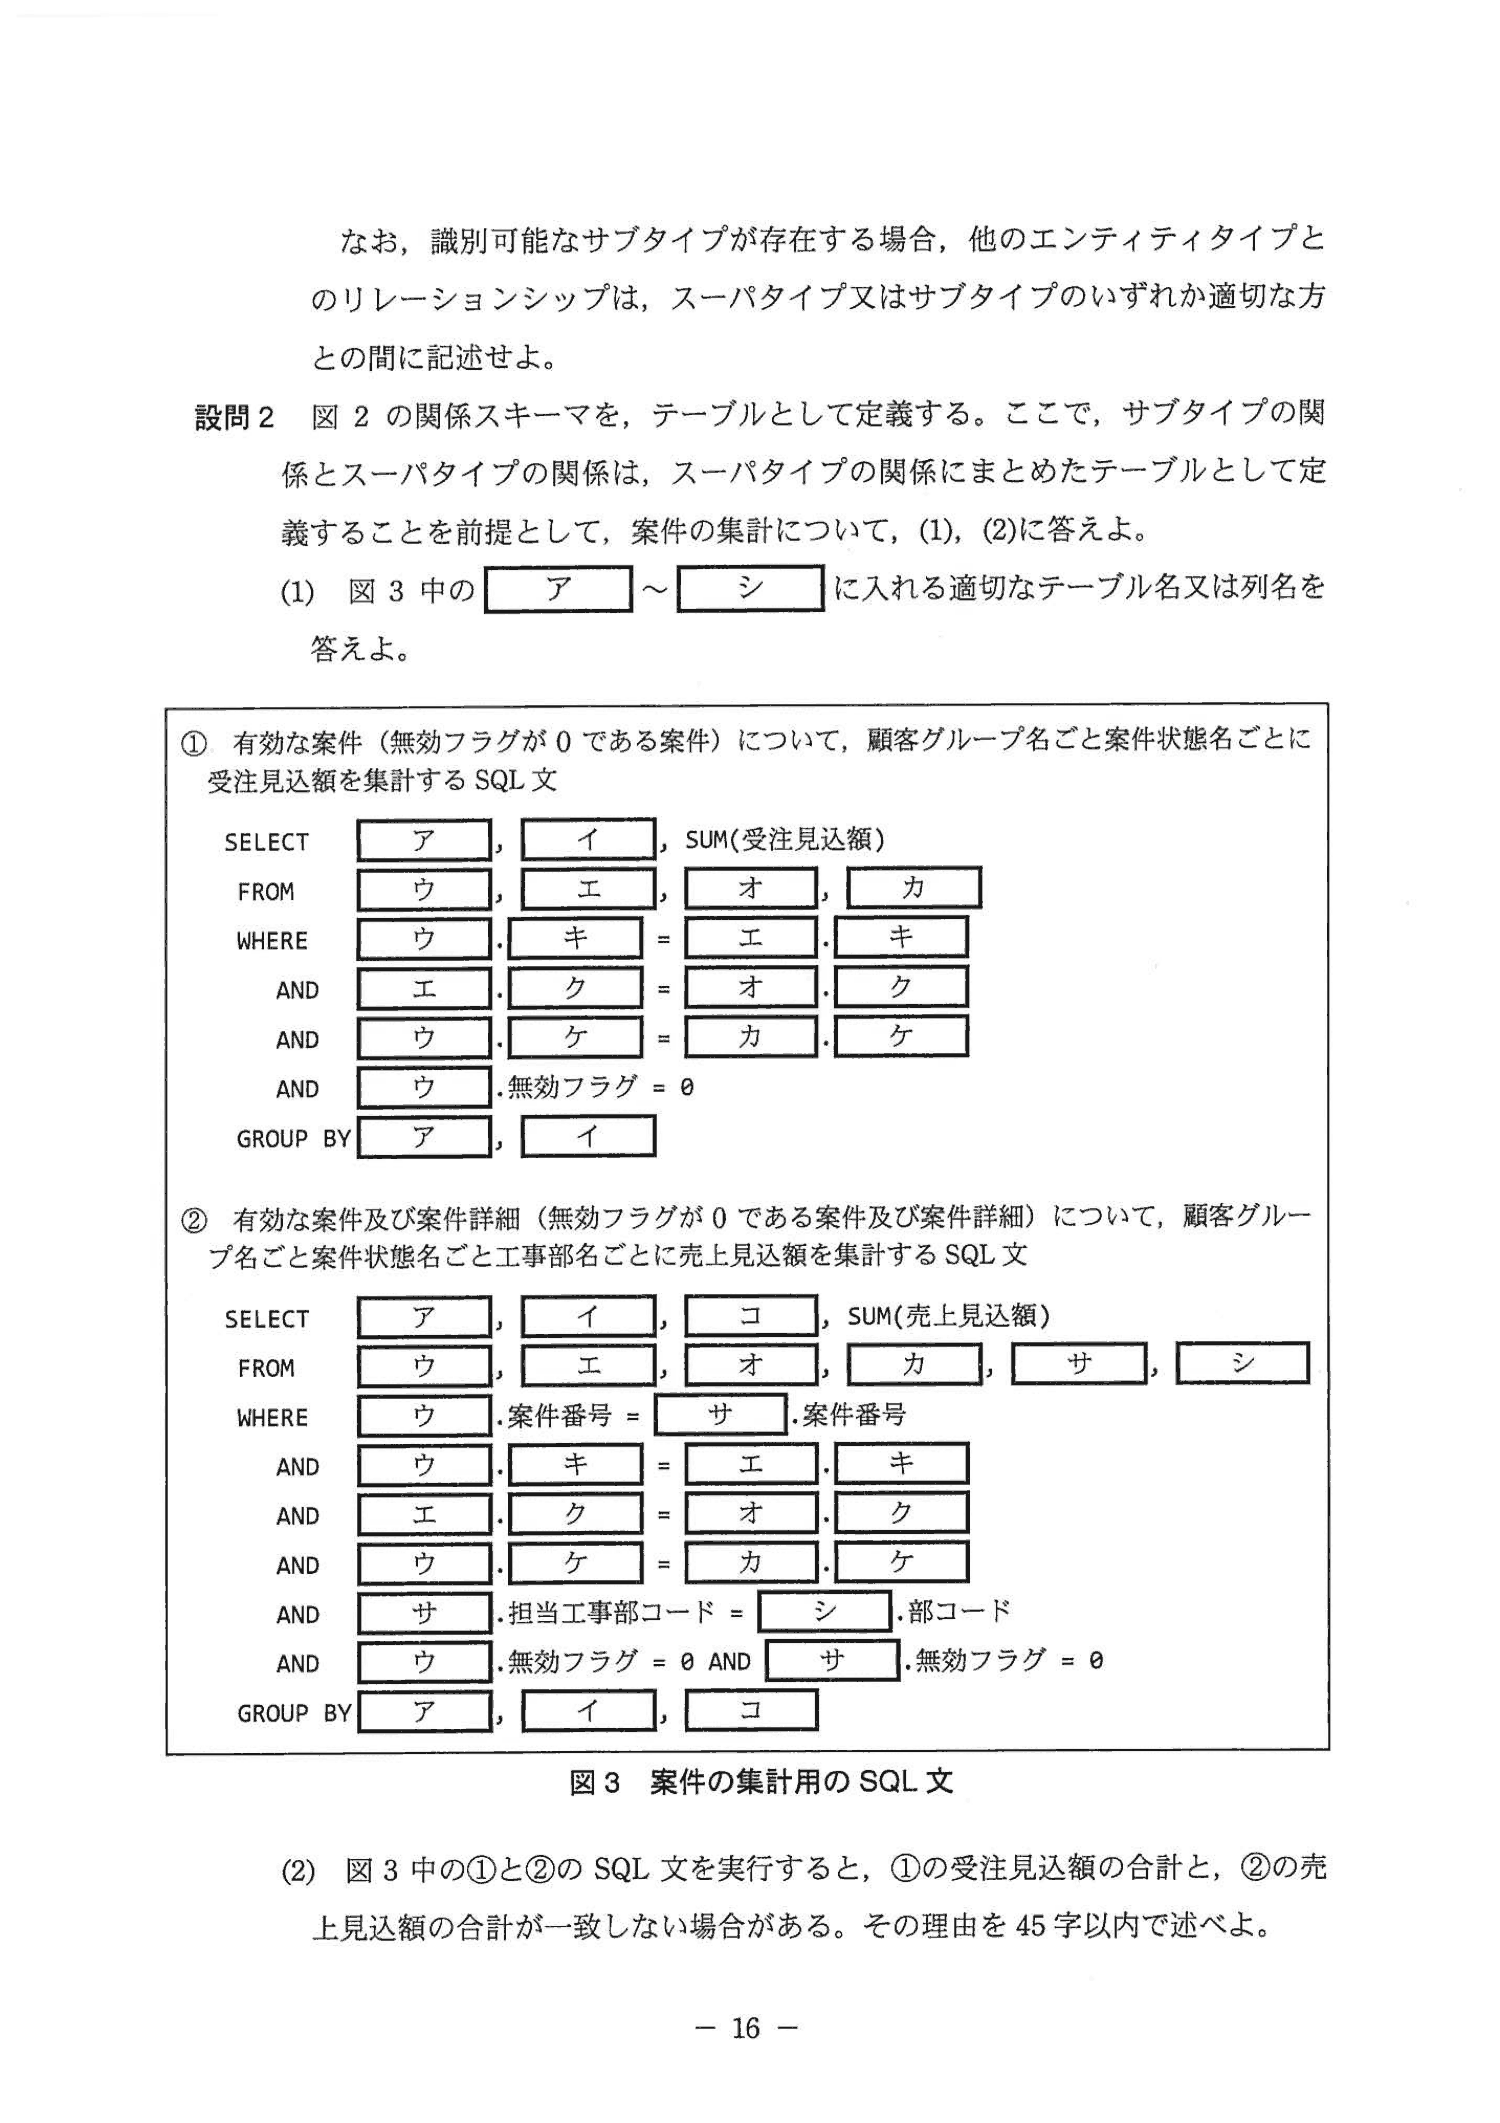 なお，識別可能なサブタイプが存在する場合，他のエンティティタイプと
のリレーションシップは，スーパタイプ又はサブタイプのいずれか適切な方
との間に記述せよ。
設問2 図 2 の関係スキーマを，テーブルとして定義する。ここで，サブタイプの関
係とスーパタイプの関係は，スーパタイプの関係にまとめたテーブルとして定
義することを前提として，案件の集計について，(1)，(2)に答えよ。
(1) 図 3 中の ア ～ シ に入れる適切なテーブル名又は列名を
答えよ。
① 有効な案件（無効フラグが 0 である案件）について，顧客グループ名ごと案件状態名ごとに
受注見込額を集計する SQL 文
SELECT ア , イ , SUM(受注見込額)
FROM ウ , エ , オ , カ
WHERE ウ . キ = エ . キ
AND エ . ク = オ . ク
AND ウ . ケ = カ . ケ
AND ウ .無効フラグ = 0
GROUP BY ア , イ
② 有効な案件及び案件詳細（無効フラグが 0 である案件及び案件詳細）について，顧客グルー
プ名ごと案件状態名ごと工事部名ごとに売上見込額を集計する SQL 文
SELECT ア , イ , コ , SUM(売上見込額)
FROM ウ , エ , オ , カ , サ , シ
WHERE ウ .案件番号 = サ .案件番号
AND ウ . キ = エ . キ
AND エ . ク = オ . ク
AND ウ . ケ = カ . ケ
AND サ .担当工事部コード = シ .部コード
AND ウ .無効フラグ = 0 AND サ .無効フラグ = 0
GROUP BY ア , イ , コ
図 3 案件の集計用の SQL 文
(2) 図 3 中の①と②の SQL 文を実行すると，①の受注見込額の合計と，②の売
上見込額の合計が一致しない場合がある。その理由を 45 字以内で述べよ。
－ 16 －